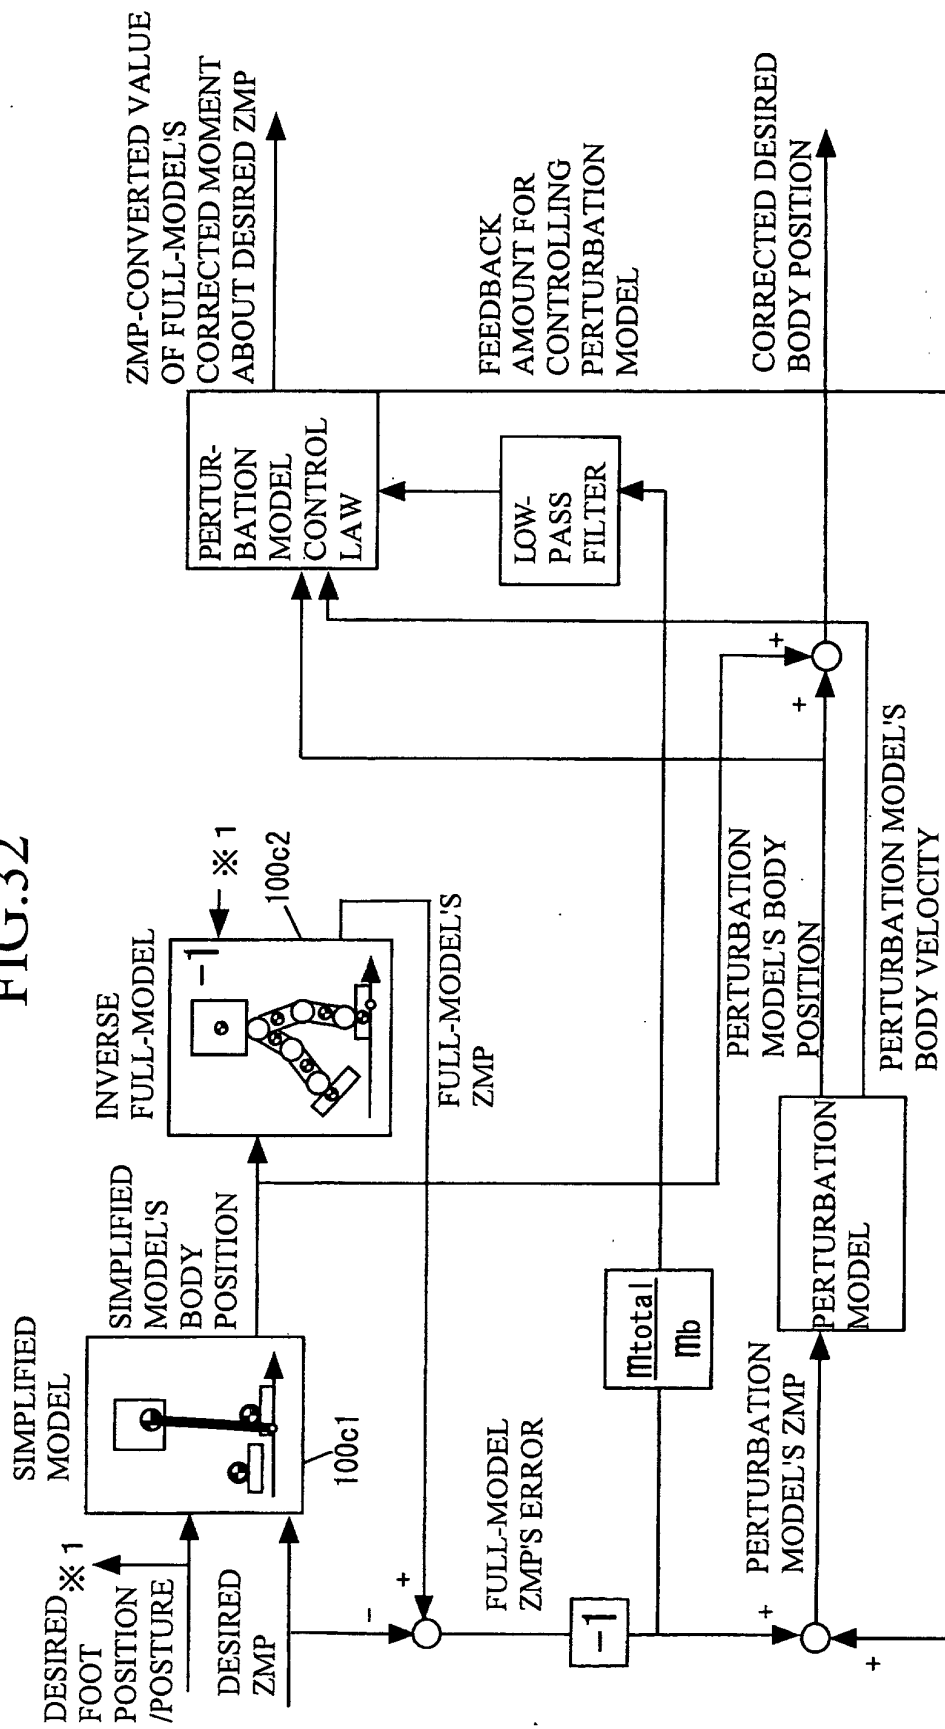 FIG.32
SIMPLIFIED
MODEL
DESIRED
FOOT
POSITION
/POSTURE
※1
DESIRED
ZMP
100c1
SIMPLIFIED
MODEL'S
BODY
POSITION
INVERSE
FULL-MODEL
-1
※1
100c2
FULL-MODEL'S
ZMP
-
+
FULL-MODEL
ZMP'S ERROR
-1
mtotal
mb
PERTUR-
BATION
MODEL
CONTROL
LAW
ZMP-CONVERTED VALUE
OF FULL-MODEL'S
CORRECTED MOMENT
ABOUT DESIRED ZMP
LOW-
PASS
FILTER
FEEDBACK
AMOUNT FOR
CONTROLLING
PERTURBATION
MODEL
+
+
PERTURBATION
MODEL'S ZMP
PERTURBATION
MODEL
PERTURBATION
MODEL'S BODY
POSITION
PERTURBATION MODEL'S
BODY VELOCITY
+
+
CORRECTED DESIRED
BODY POSITION